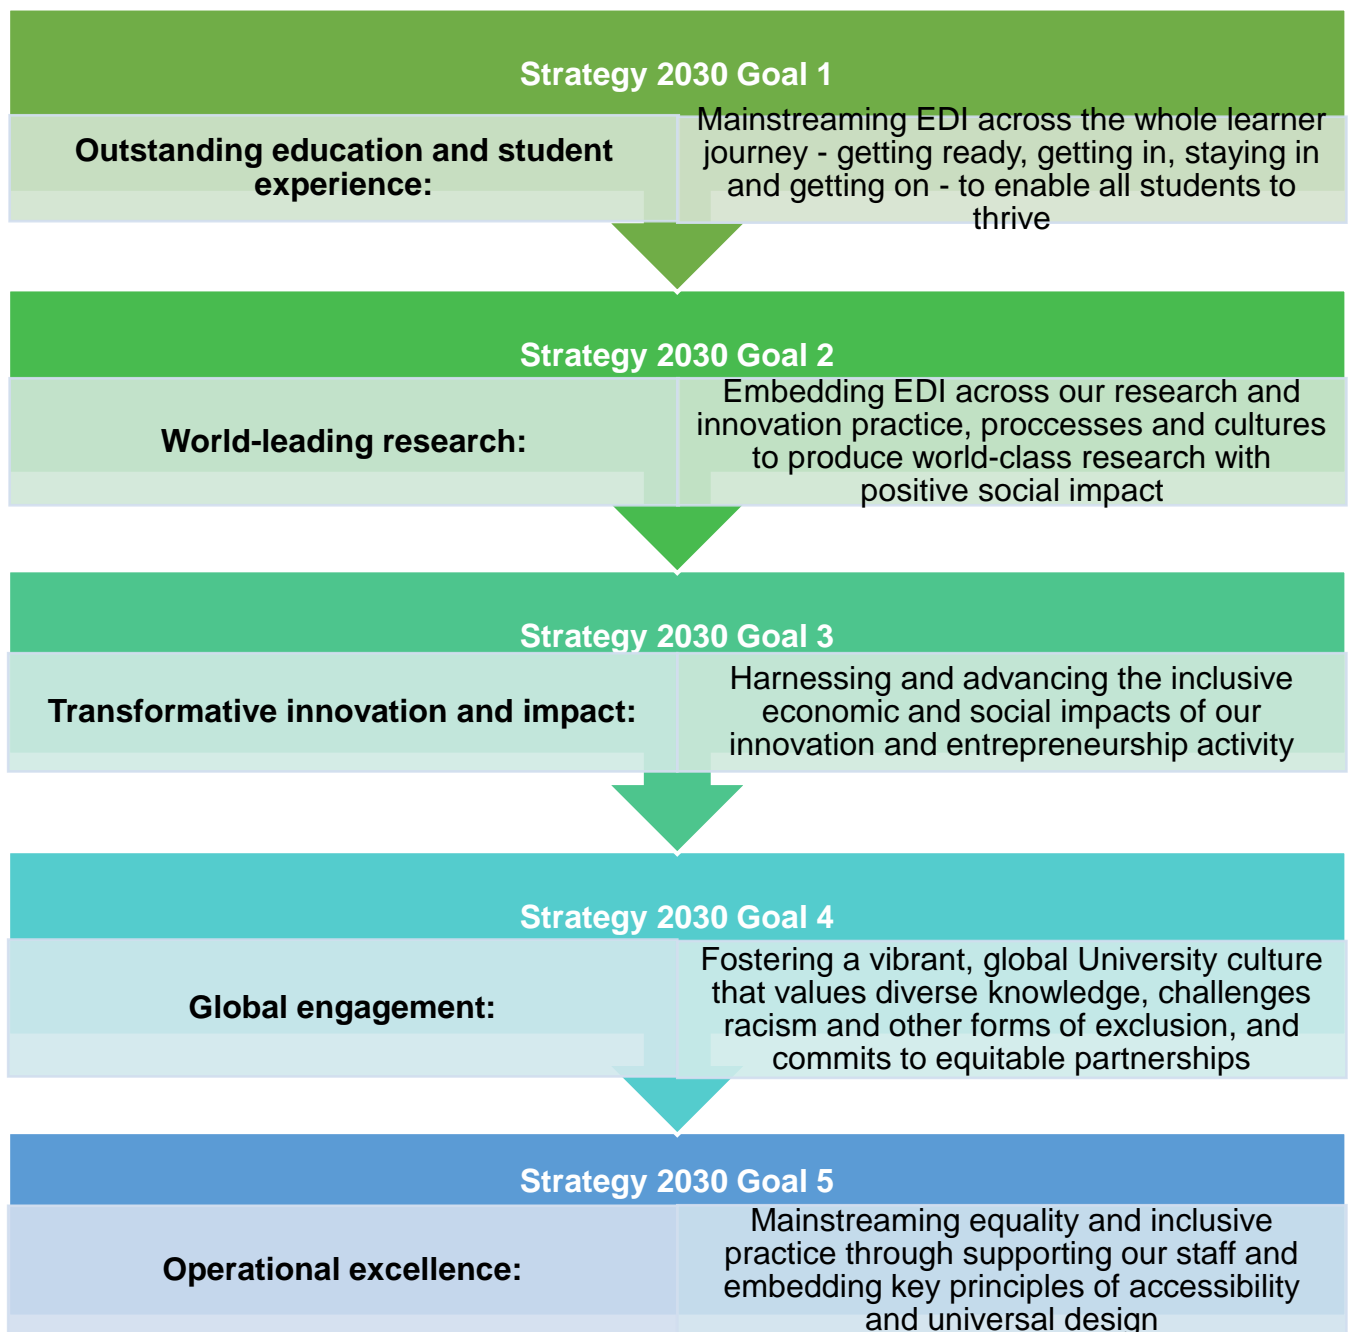 Strategy 2030 Goal 1
Outstanding education and student
experience:
Mainstreaming EDI across the whole learner
journey - getting ready, getting in, staying in
and getting on - to enable all students to
thrive
Strategy 2030 Goal 2
World-leading research:
Embedding EDI across our research and
innovation practice, proccesses and cultures
to produce world-class research with
positive social impact
Strategy 2030 Goal 3
Transformative innovation and impact:
Harnessing and advancing the inclusive
economic and social impacts of our
innovation and entrepreneurship activity
Strategy 2030 Goal 4
Global engagement:
Fostering a vibrant, global University culture
that values diverse knowledge, challenges
racism and other forms of exclusion, and
commits to equitable partnerships
Strategy 2030 Goal 5
Operational excellence:
Mainstreaming equality and inclusive
practice through supporting our staff and
embedding key principles of accessibility
and universal design